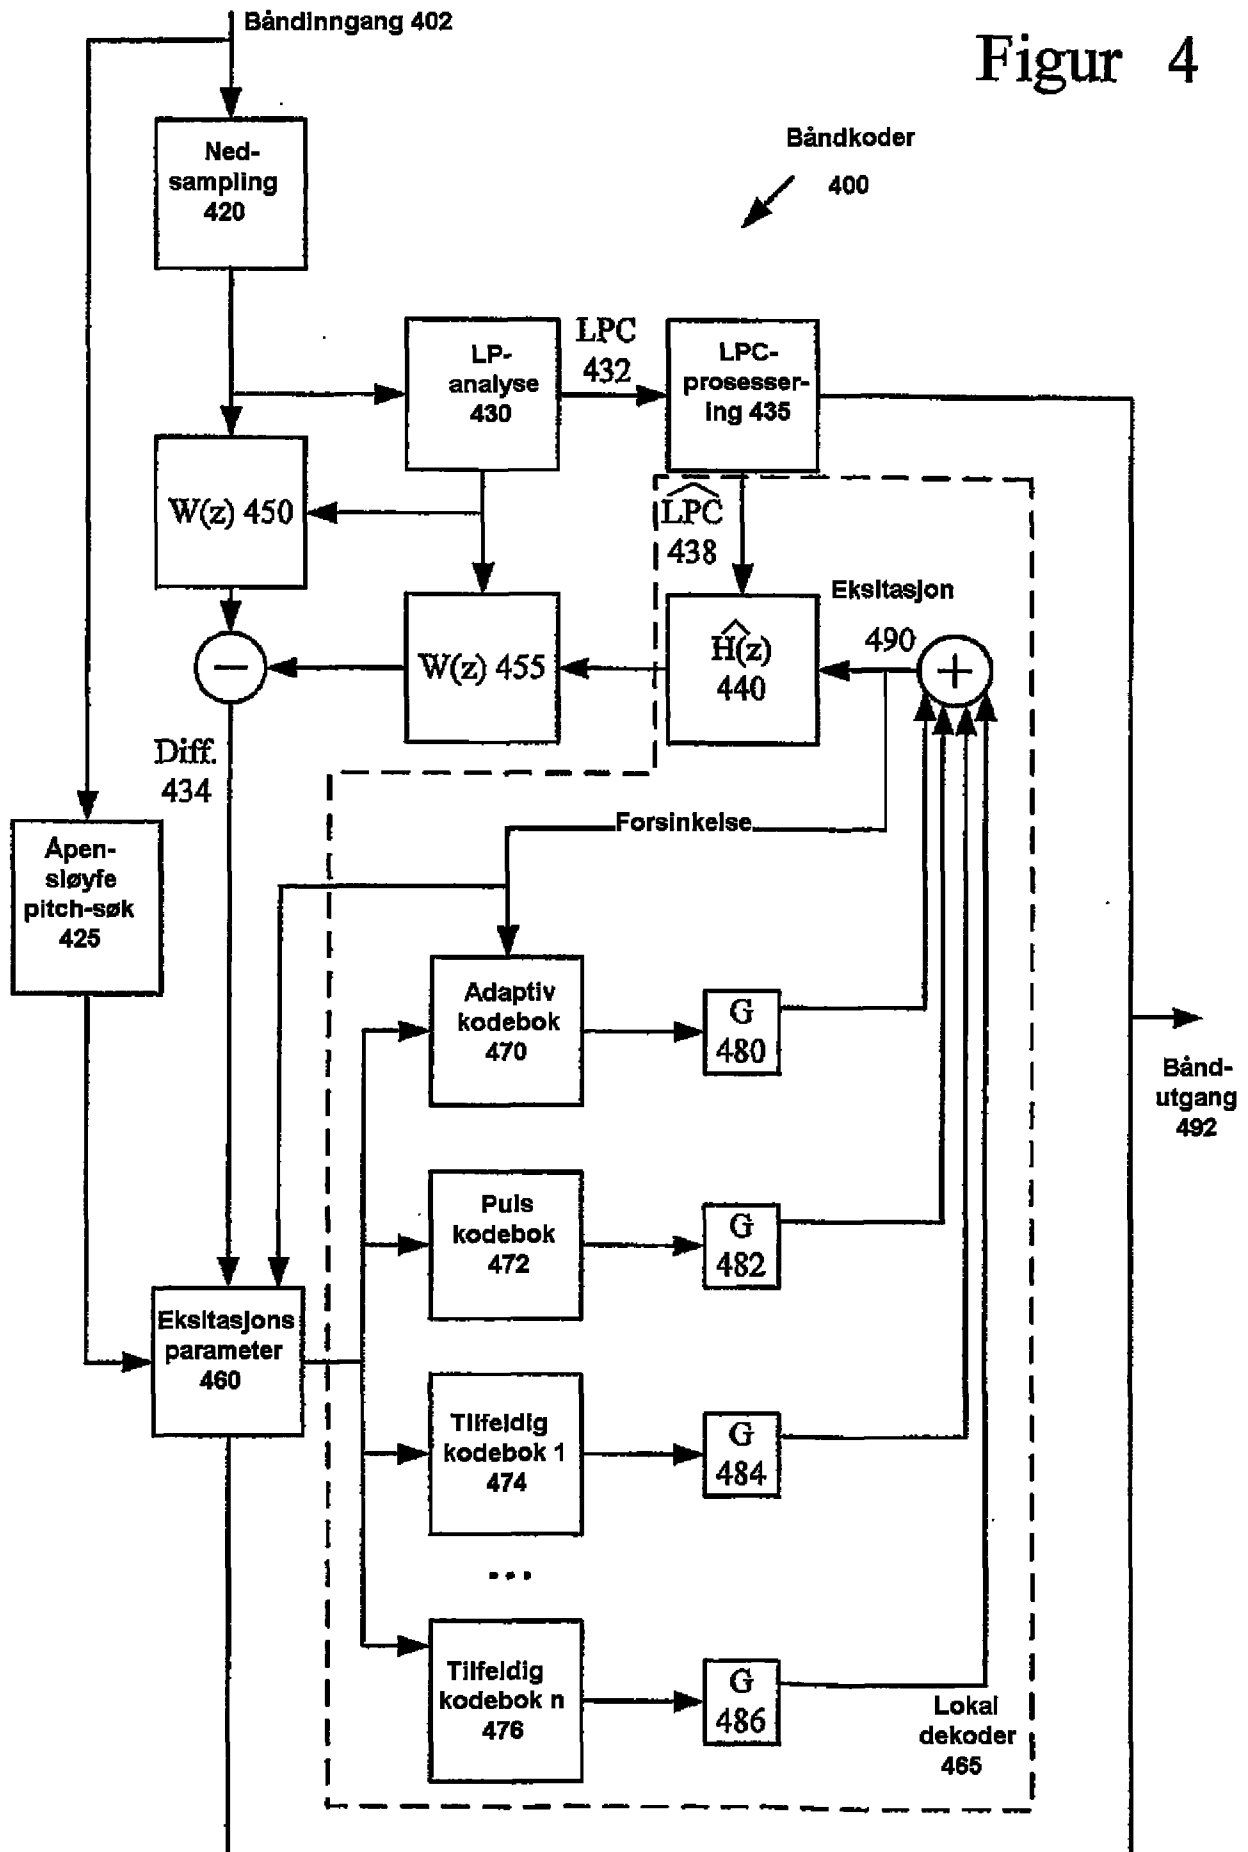 Båndinngang 402
Figur 4
Båndkoder
400
Ned-
sampling
420
LP-
analyse
430
LPC
432
LPC-
prosesser-
ing 435
W(z) 450
L͡PC
438
W(z) 455
Ĥ(z)
440
Eksitasjon
490
+
−
Diff.
434
Forsinkelse
Åpen-
sløyfe
pitch-søk
425
Adaptiv
kodebok
470
G
480
Bånd-
utgang
492
Puls
kodebok
472
G
482
Eksitasjons
parameter
460
Tilfeldig
kodebok 1
474
G
484
...
Tilfeldig
kodebok n
476
G
486
Lokal
dekoder
465